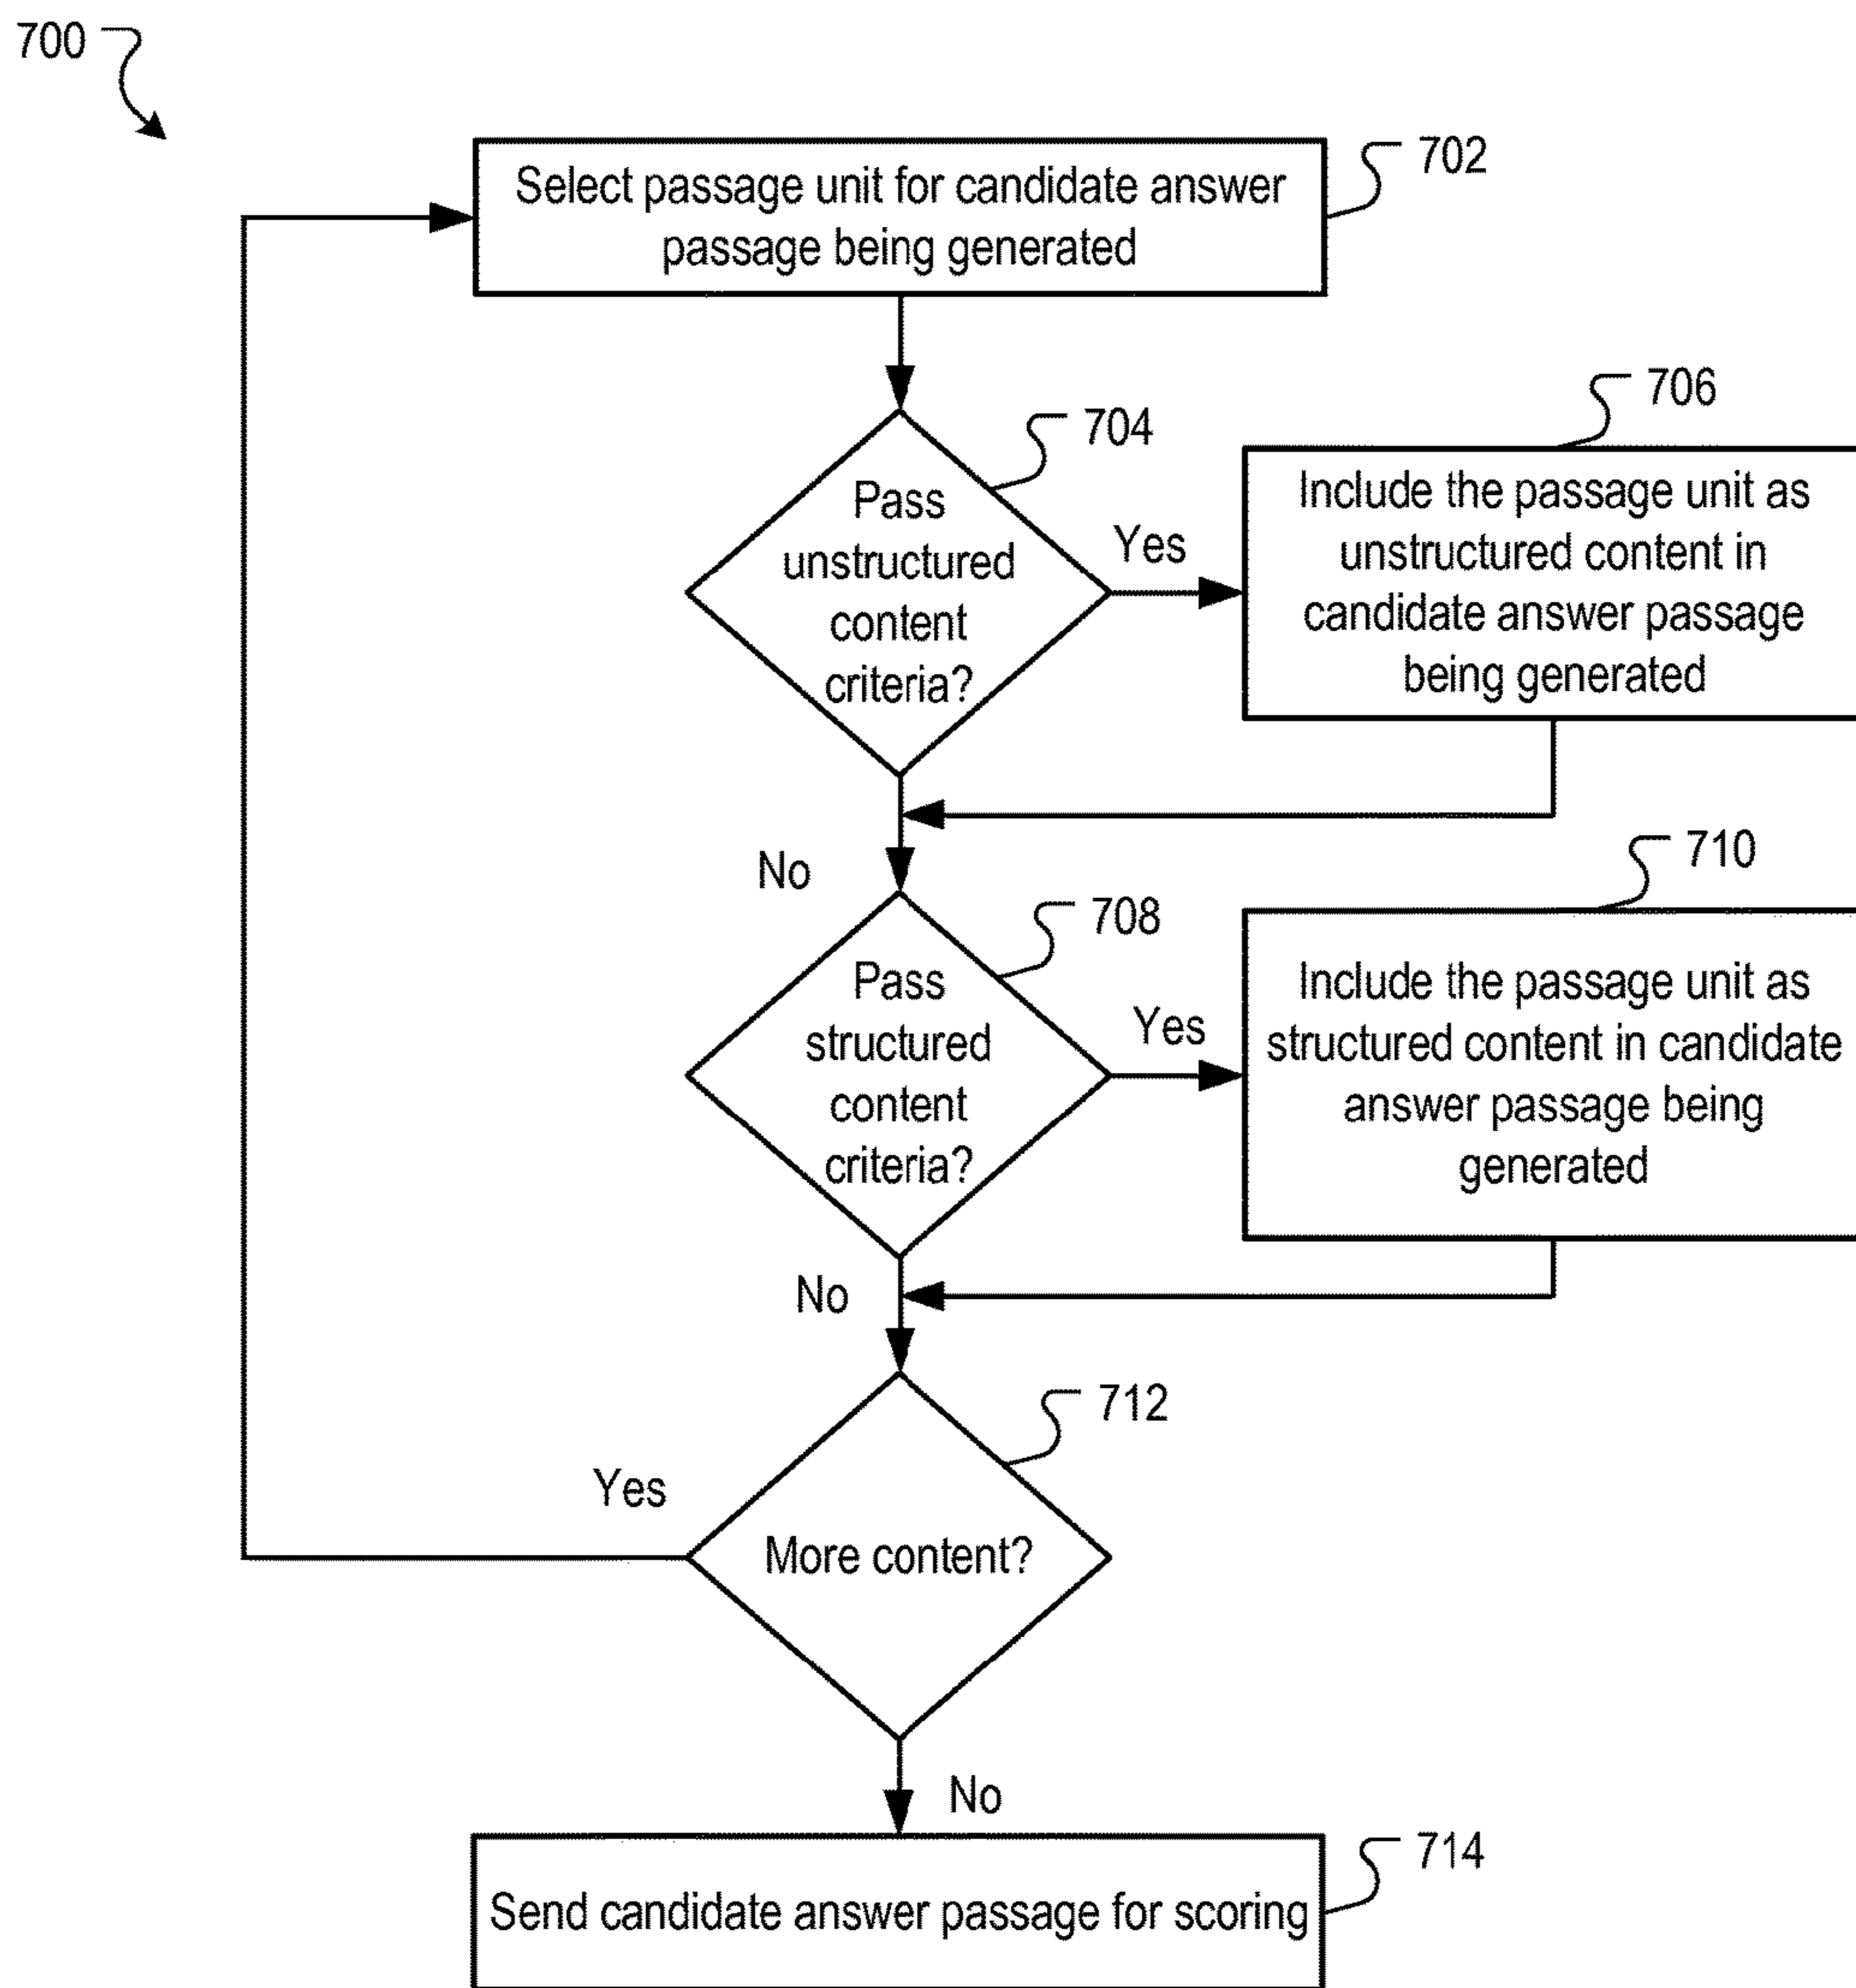 700
702
Select passage unit for candidate answer
passage being generated
704
Pass
unstructured
content
criteria?
Yes
706
Include the passage unit as
unstructured content in
candidate answer passage
being generated
No
708
Pass
structured
content
criteria?
Yes
710
Include the passage unit as
structured content in candidate
answer passage being
generated
No
712
More content?
Yes
No
714
Send candidate answer passage for scoring